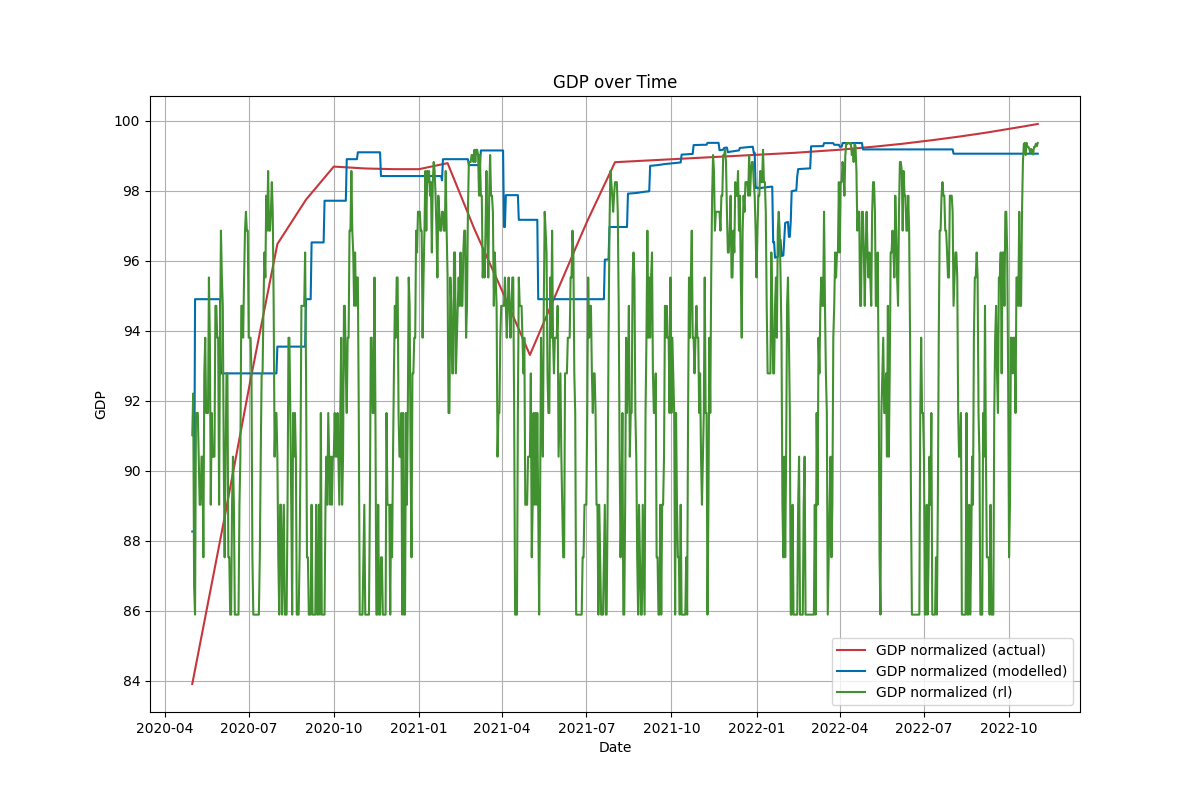 GDP over Time
GDP
100
98
96
94
92
90
88
86
84
2020-04 2020-07 2020-10 2021-01 2021-04 2021-07 2021-10 2022-01 2022-04 2022-07 2022-10
Date
GDP normalized (actual)
GDP normalized (modelled)
GDP normalized (rl)